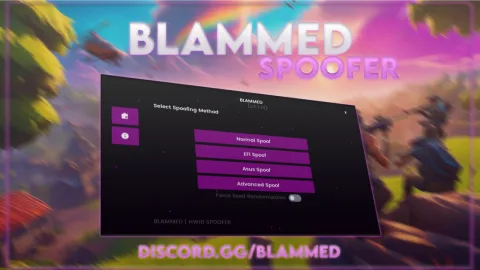 BLAMMED
SPOOFER
BLAMMED
Select Spoofing Method
Normal Spoof
EFI Spoof
Asus Spoof
Advanced Spoof
Force Seed Randomization
BLAMMED | HWID SPOOFER
DISCORD.GG/BLAMMED